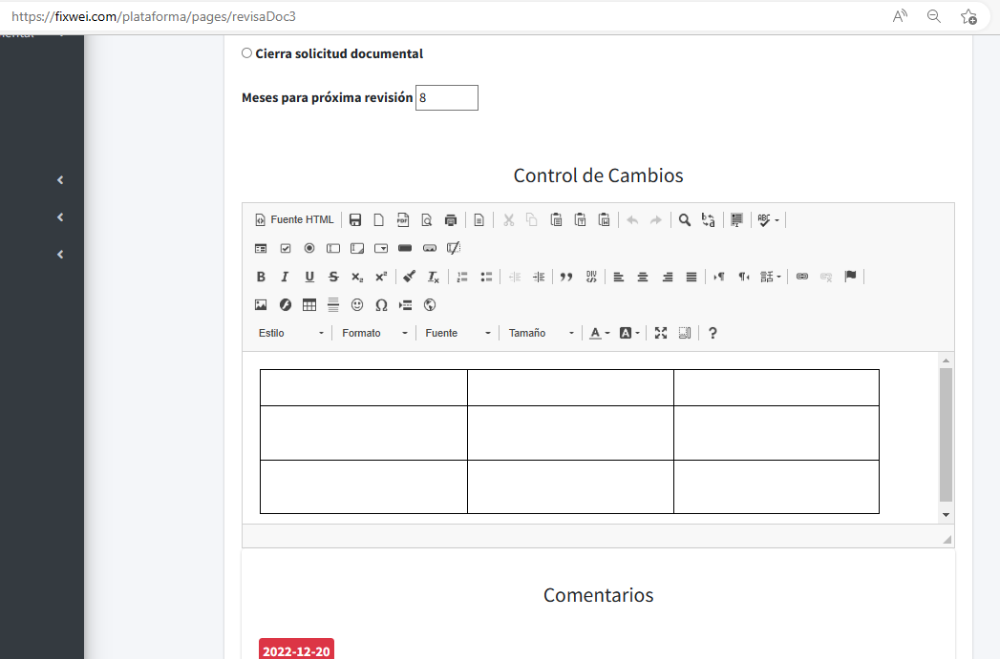 https://fixwei.com/plataforma/pages/revisaDoc3
Cierra solicitud documental
Meses para próxima revisión 8
Control de Cambios
Fuente HTML
Estilo Formato Fuente Tamaño
Comentarios
2022-12-20